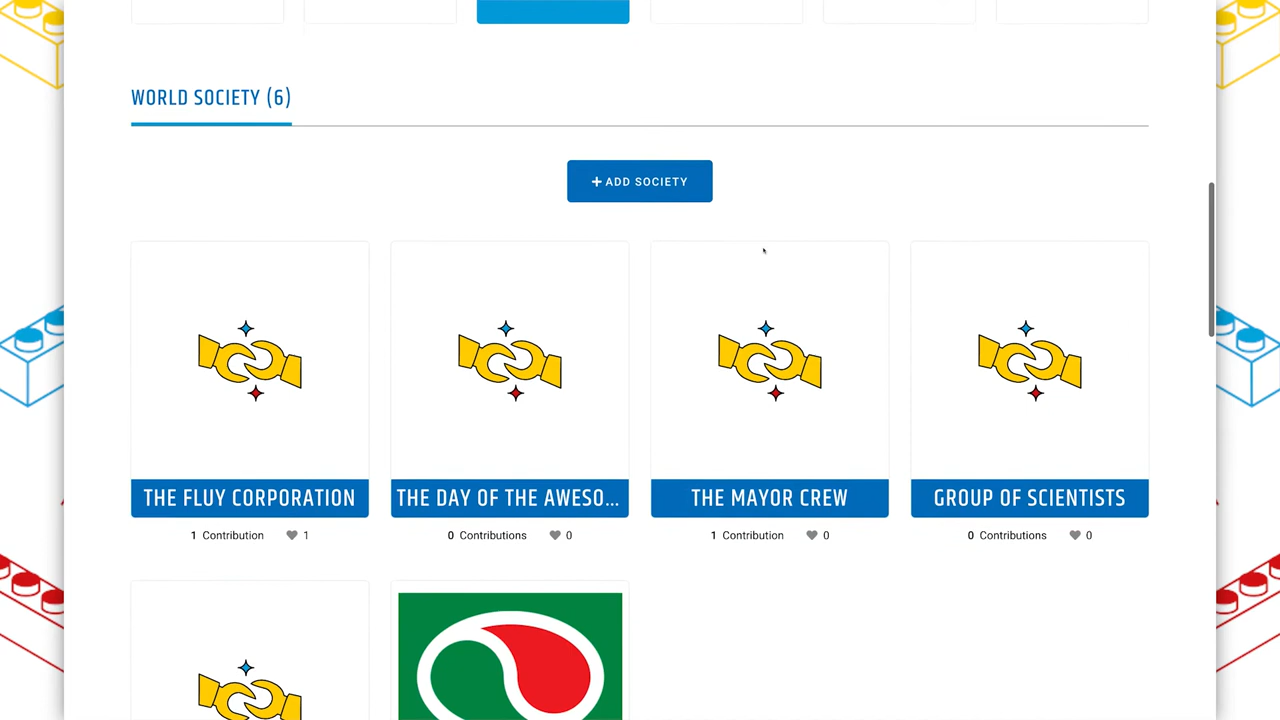 WORLD SOCIETY (6)
+ ADD SOCIETY
THE FLUY CORPORATION
THE DAY OF THE AWESO...
THE MAYOR CREW
GROUP OF SCIENTISTS
1 Contribution 1
0 Contributions 0
1 Contribution 0
0 Contributions 0